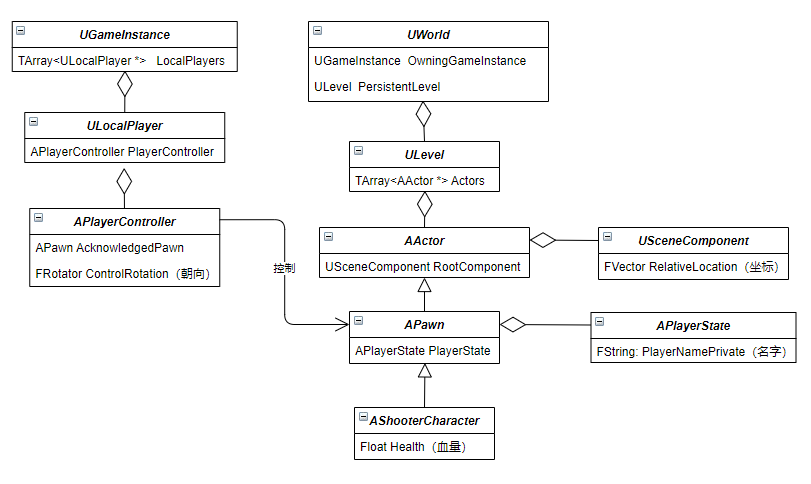 UGameInstance
TArray<ULocalPlayer *>   LocalPlayers
ULocalPlayer
APlayerController PlayerController
APlayerController
APawn AcknowledgedPawn
FRotator ControlRotation（朝向）
控制
UWorld
UGameInstance  OwningGameInstance
ULevel  PersistentLevel
ULevel
TArray<AActor *> Actors
AActor
USceneComponent RootComponent
USceneComponent
FVector RelativeLocation（坐标）
APawn
APlayerState PlayerState
APlayerState
FString: PlayerNamePrivate（名字）
AShooterCharacter
Float Health（血量）